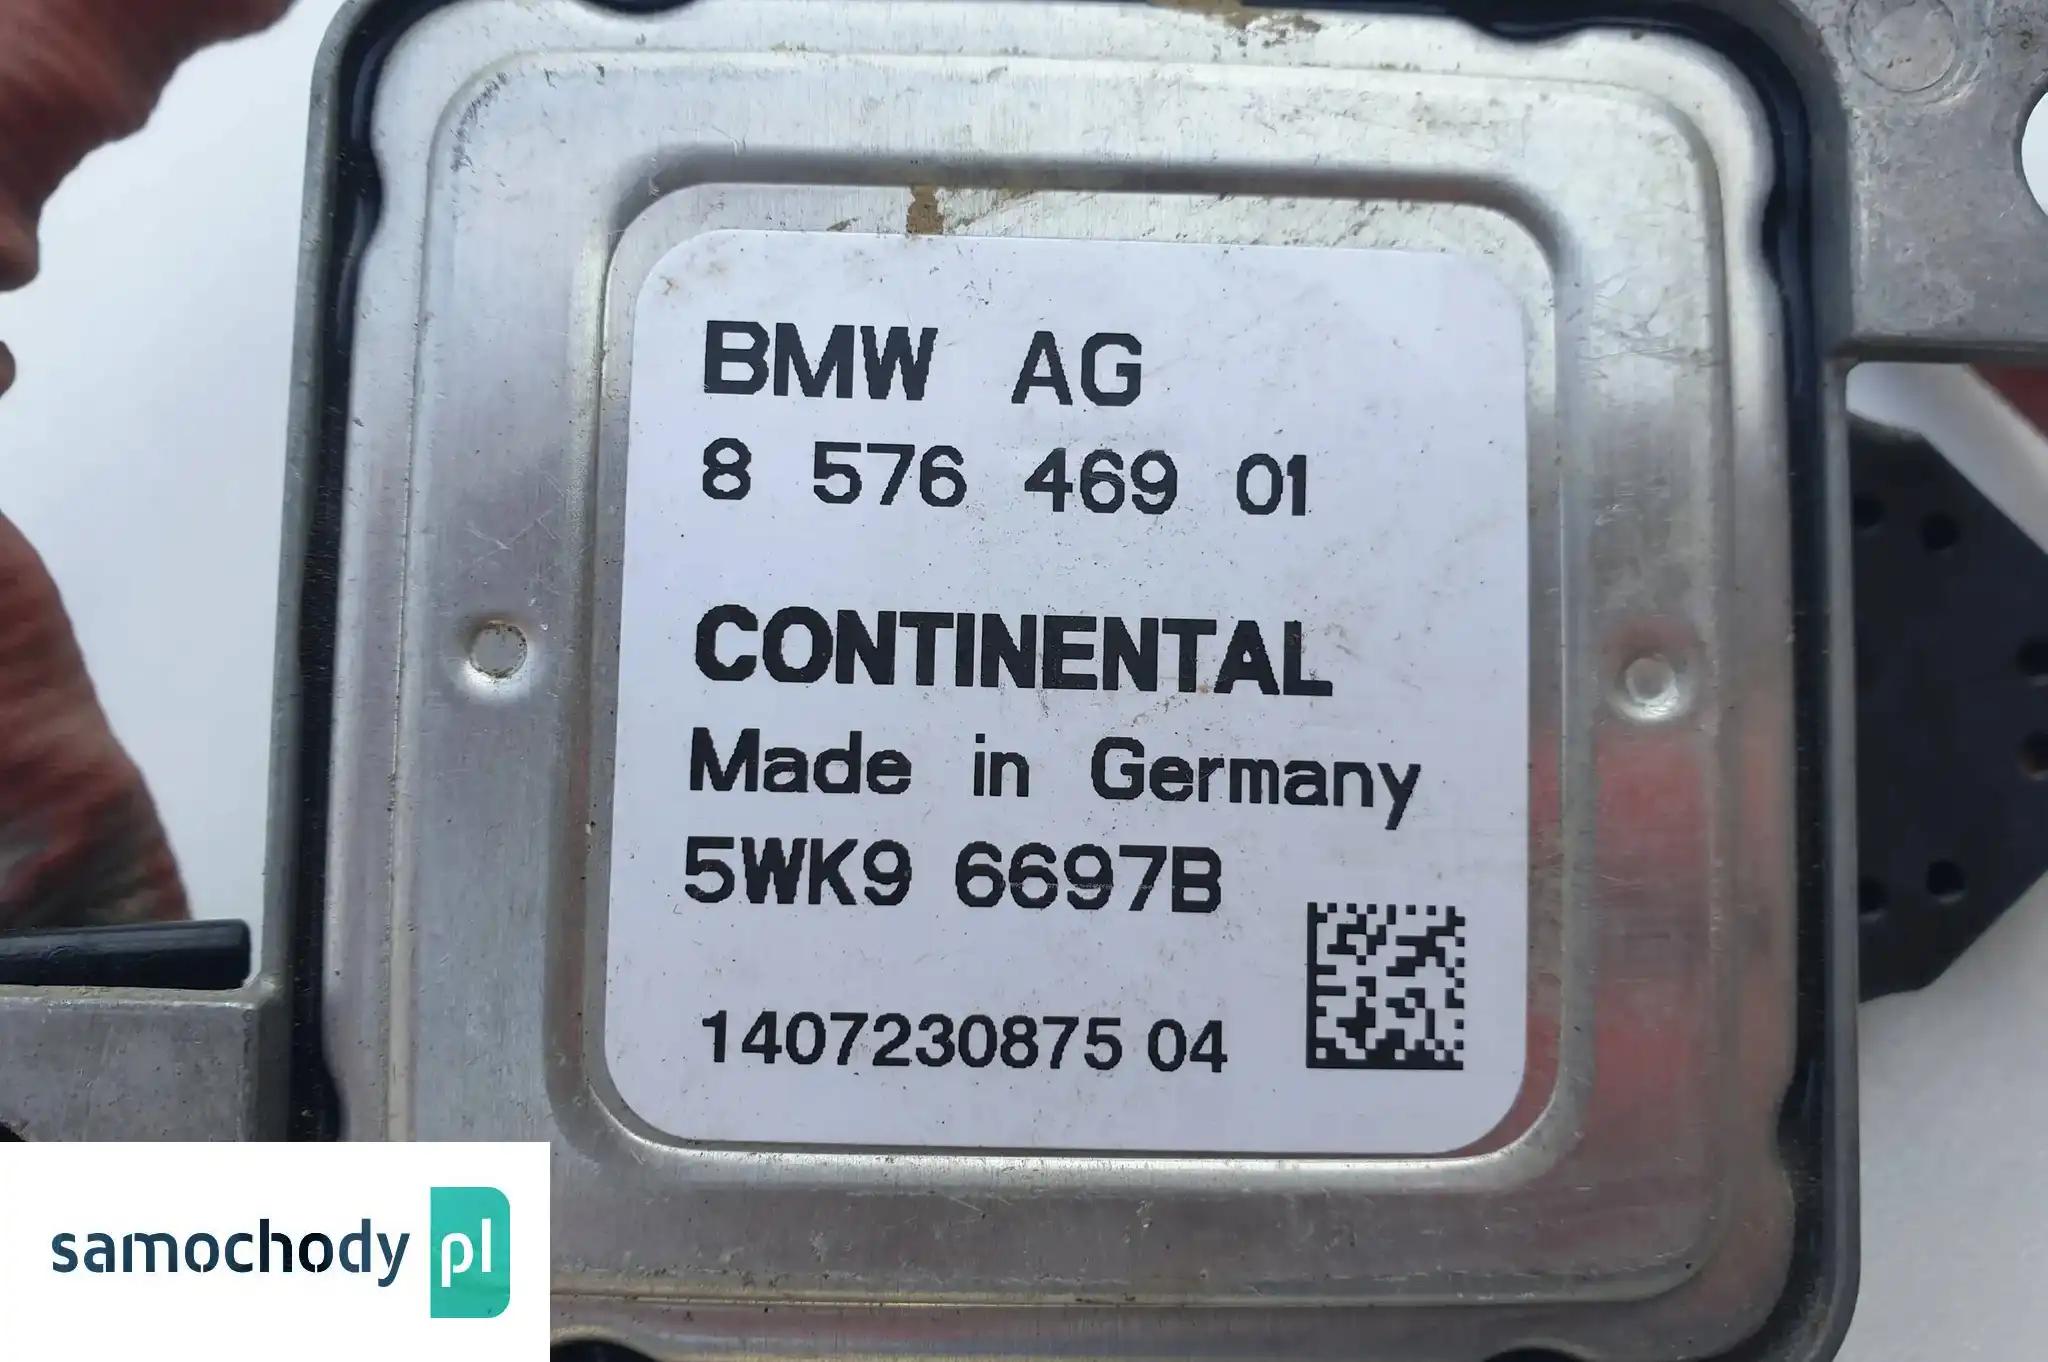 BMW AG
8 576 469 01
CONTINENTAL
Made in Germany
5WK9 6697B
1407230875 04
samochody pl